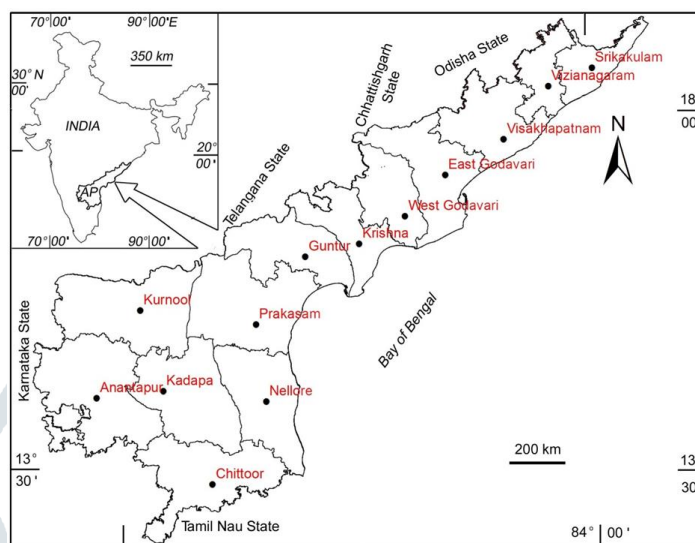 70°00'
90°00'E
350 km
30° N
00'
INDIA
20°
00'
AP
70°00'
90°00'
Chhattishgarh
State
Odisha State
Telangana State
Karnataka State
Bay of Bengal
Tamil Nau State
Srikakulam
Vizianagaram
Visakhapatnam
East Godavari
West Godavari
Krishna
Guntur
Kurnool
Prakasam
Anantapur
Kadapa
Nellore
Chittoor
N
200 km
18
00
13°
30'
13
30
84°
00'